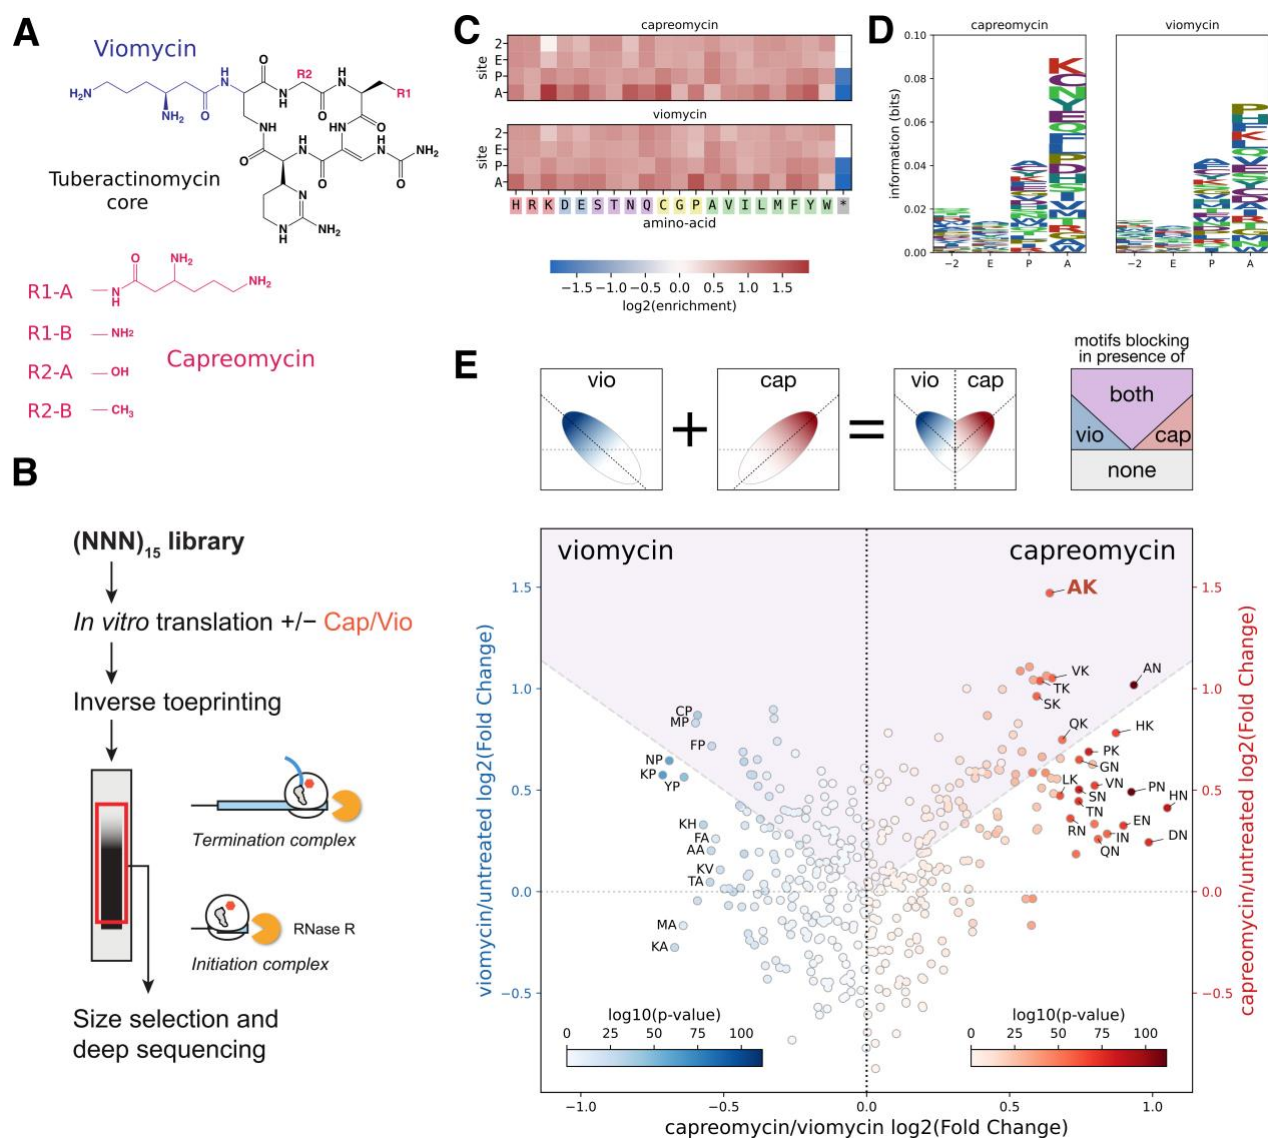 A
Viomycin
H₂N
NH₂
O
H
N
O
N
H
R2
O
H
N
R1
O
NH
O
H
N
O
HN
H
N
NH₂
O
N
N
H
NH₂
Tuberactinomycin
core
O
NH₂
NH₂
R1-A
N
H
R1-B
NH₂
Capreomycin
R2-A
OH
R2-B
CH₃
B
(NNN)₁₅ library
In vitro translation +/− Cap/Vio
Inverse toeprinting
Termination complex
RNase R
Initiation complex
Size selection and
deep sequencing
C
capreomycin
site
2
E
P
A
viomycin
site
2
E
P
A
H R K D E S T N Q C G P A V I L M F Y W *
amino-acid
−1.5 −1.0 −0.5 0.0 0.5 1.0 1.5
log2(enrichment)
D
capreomycin
viomycin
information (bits)
0.10
0.08
0.06
0.04
0.02
0.00
−2 E P A
−2 E P A
E
vio
+
cap
=
vio cap
motifs blocking
in presence of
both
vio
cap
none
viomycin
capreomycin
viomycin/untreated log2(Fold Change)
1.5
1.0
0.5
0.0
−0.5
capreomycin/untreated log2(Fold Change)
1.5
1.0
0.5
−0.5
AK
VK
TK
SK
AN
QK
HK
PK
GN
LK
VN
SN
PN
TN
HN
RN
EN
IN
QN
DN
CP
MP
FP
NP
KP
YP
KH
FA
AA
KV
TA
MA
KA
log10(p-value)
0 25 50 75 100
log10(p-value)
0 25 50 75 100
−1.0 −0.5 0.0 0.5 1.0
capreomycin/viomycin log2(Fold Change)